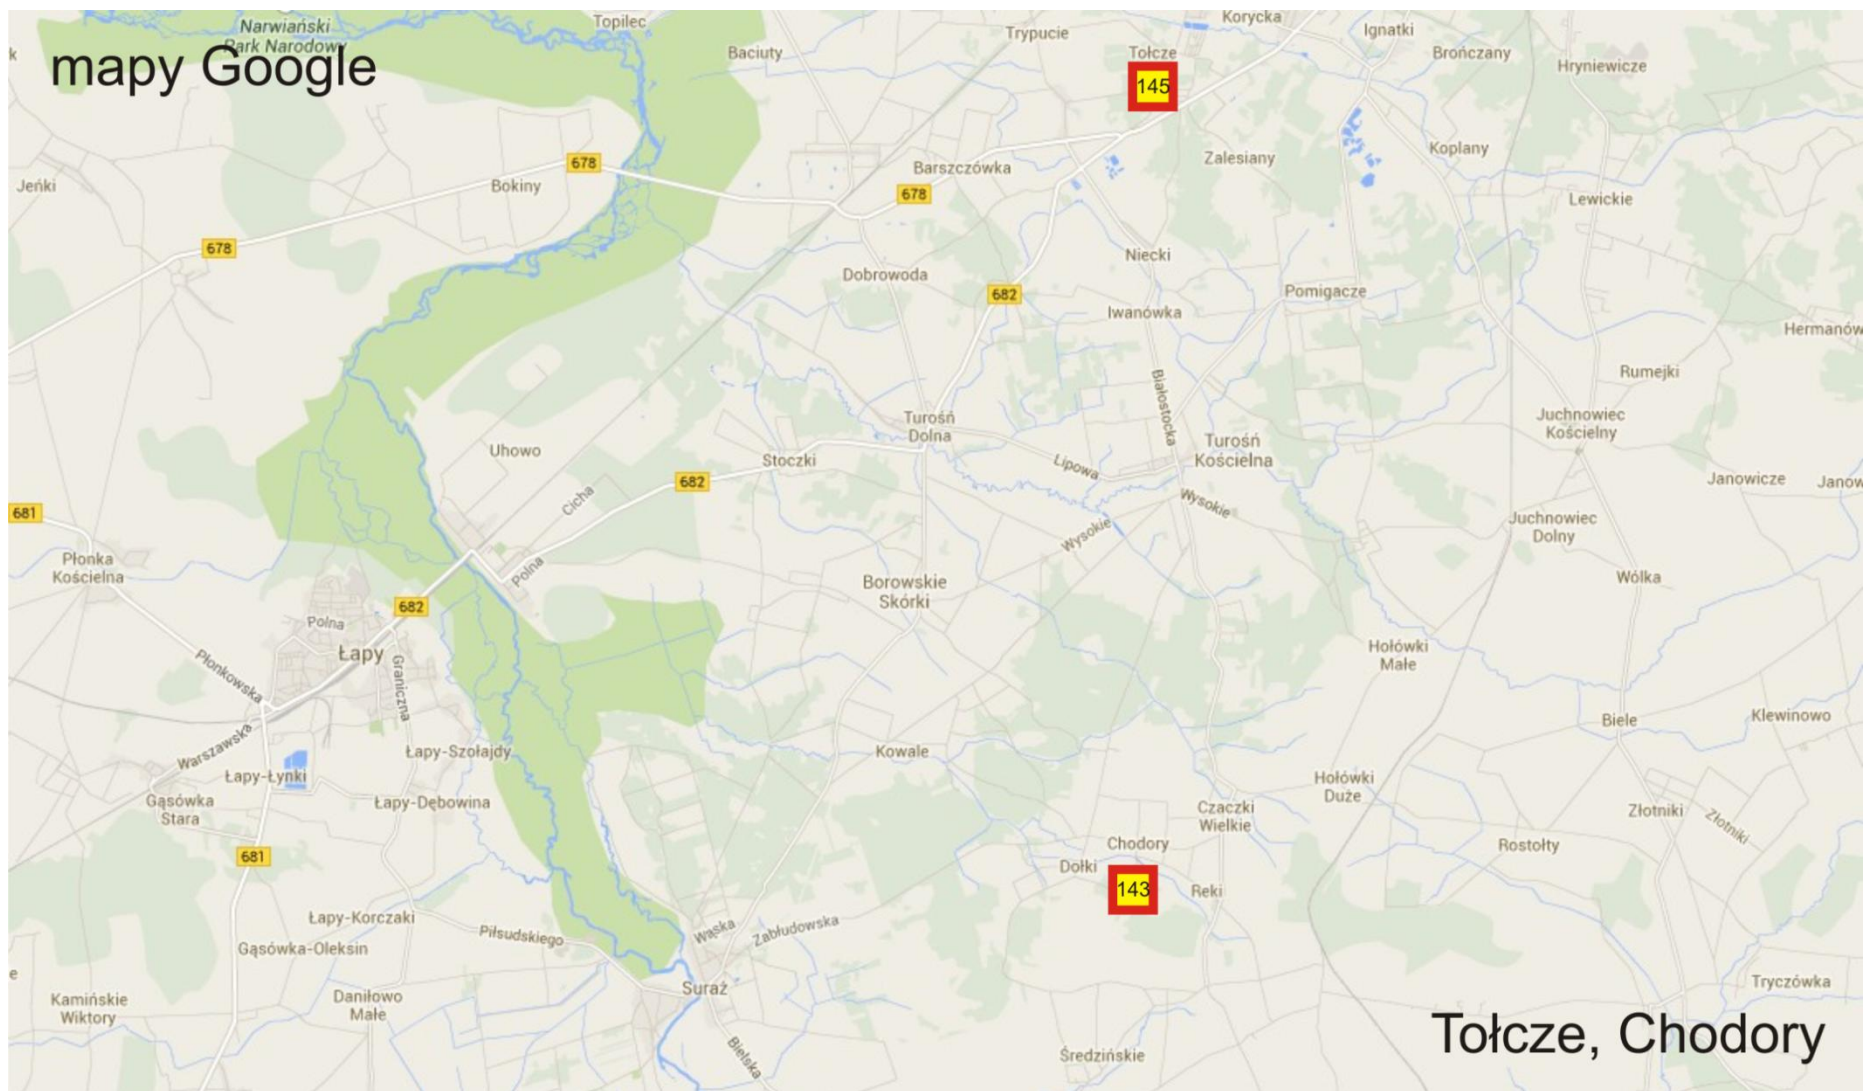 Narwiański
Park Narodowy
mapy Google
k
Topilec
Baciuty
Trypucie
Tołcze
145
Korycka
Ignatki
Brończany
Hryniewicze
Jeńki
Bokiny
678
Barszczówka
678
Zalesiany
Koplany
Lewickie
678
Dobrowoda
682
Niecki
Iwanówka
Pomigacze
Hermanów
Rumejki
Białostocka
Turośń
Dolna
Juchnowiec
Kościelny
Uhowo
Stoczki
Lipowa
Turośń
Kościelna
682
Cicha
Wysokie
Janowicze
Janow
681
Wysokie
Juchnowiec
Dolny
Płonka
Kościelna
Polna
Borowskie
Skórki
Wólka
682
Polna
Łapy
Płonkowska
Graniczna
Hołówki
Małe
Biele
Klewinowo
Warszawska
Łapy-Szołajdy
Kowale
Łapy-Łynki
Łapy-Dębowina
Hołówki
Duże
Gąsówka
Stara
Czaczki
Wielkie
Złotniki
Złotniki
681
Chodory
Rostołty
Dołki
143
Reki
Łapy-Korczaki
Piłsudskiego
Wąska
Zabłudowska
Gąsówka-Oleksin
e
Suraż
Tryczówka
Kamińskie
Wiktory
Daniłowo
Małe
Bielska
Średzińskie
Tołcze, Chodory